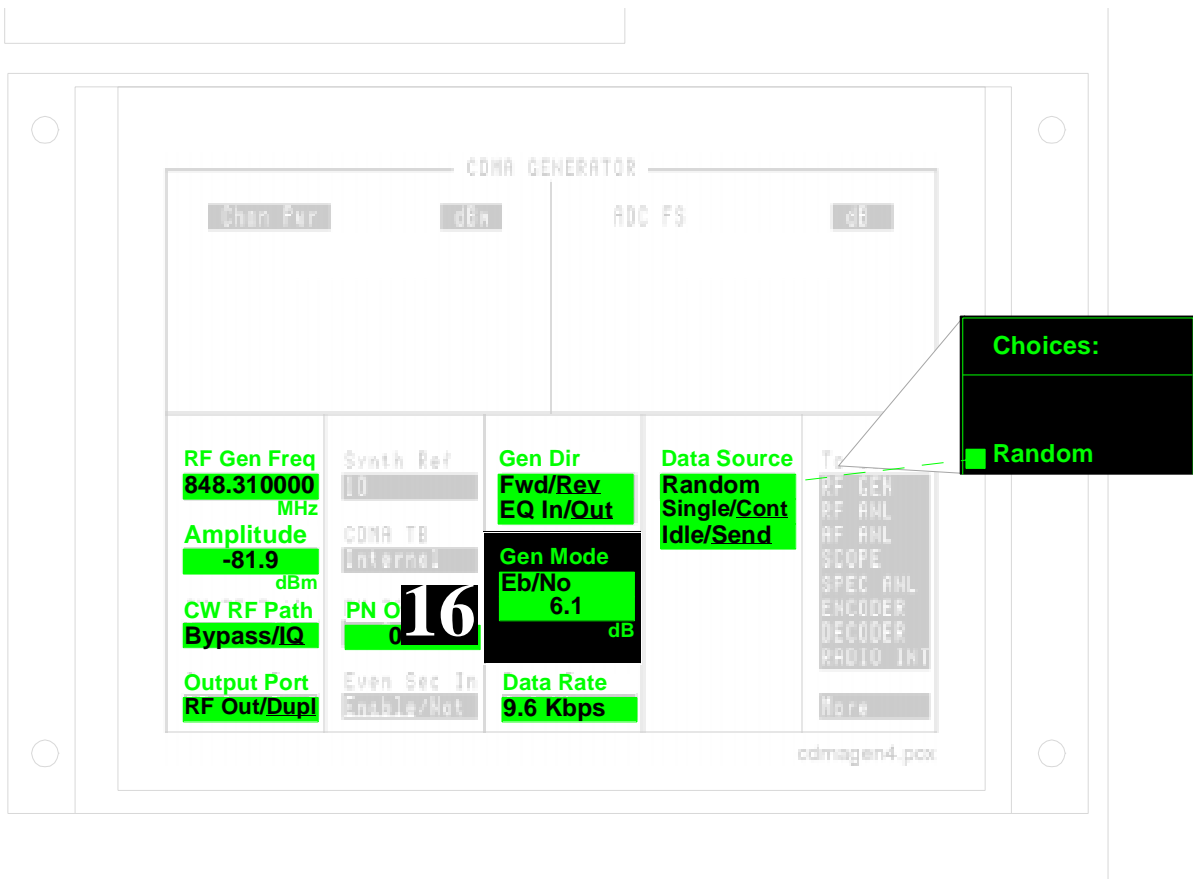 CDMA GENERATOR
Chan Pwr dBm ADC FS dB
Choices:
Random
RF Gen Freq
848.310000
MHz
Amplitude
-81.9
dBm
CW RF Path
Bypass/IQ
Output Port
RF Out/Dupl
Synth Ref
10
CDMA TB
Internal
PN O
0
16
Even Sec In
Enable/Not
Gen Dir
Fwd/Rev
EQ In/Out
Gen Mode
Eb/No
6.1
dB
Data Rate
9.6 Kbps
Data Source
Random
Single/Cont
Idle/Send
To
RF GEN
RF ANL
AF ANL
SCOPE
SPEC ANL
ENCODER
DECODER
RADIO INT
More
cdmagen4.pcx